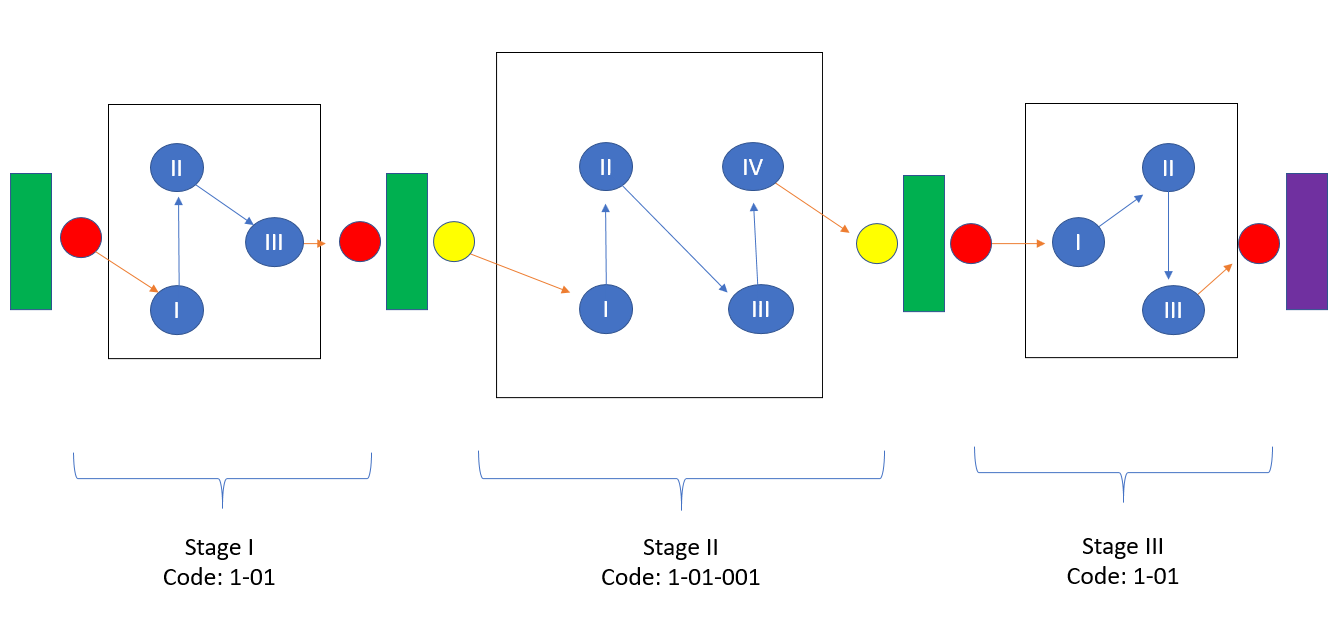 II
III
I
II
IV
I
III
I
II
III
Stage I
Code: 1-01
Stage II
Code: 1-01-001
Stage III
Code: 1-01